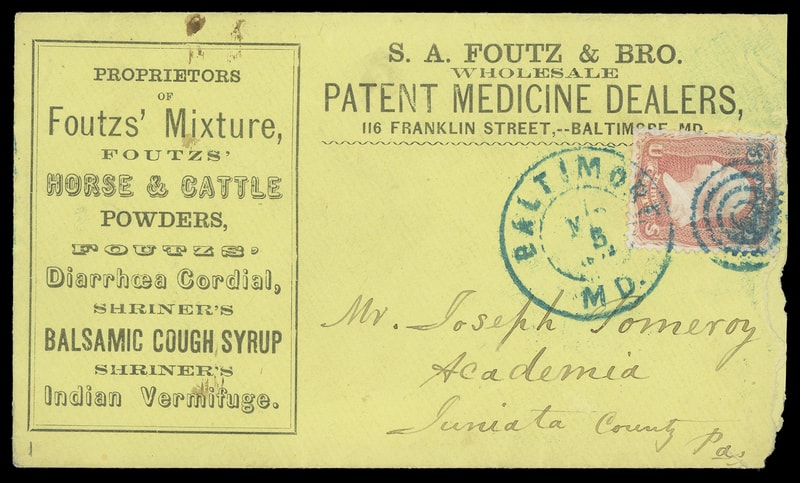 PROPRIETORS
OF
Foutzs' Mixture,
FOUTZS'
HORSE & CATTLE
POWDERS,
FOUTZS'
Diarrhœa Cordial,
SHRINER'S
BALSAMIC COUGH SYRUP
SHRINER'S
Indian Vermifuge.
S. A. FOUTZ & BRO.
WHOLESALE
PATENT MEDICINE DEALERS,
116 FRANKLIN STREET,--BALTIMORE, MD.
BALTIMORE
5
MD.
U S
Mr. Joseph Pomeroy
Academia
Juniata County
Pa.